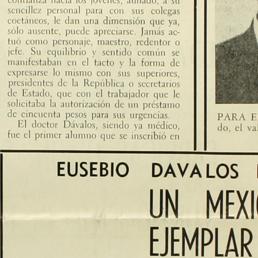 confianza hacia los jóvenes, aunado, a su
sencillez personal para con sus colegas
coetáneos, le dan una dimensión que ya,
sólo ausente, puede apreciarse. Jamás ac-
tuó como personaje, maestro, redentor o
jefe. Su equilibrio y sentido común se
manifestaban en el tacto y la forma de
expresarse lo mismo con sus superiores,
presidentes de la República o secretarios
de Estado, que con el trabajador que le
solicitaba la autorización de un préstamo
de cincuenta pesos para sus urgencias.
El doctor Dávalos, siendo ya médico,
fue el primer alumno que se inscribió en
PARA E
do, el va
EUSEBIO DAVALOS
UN MEXI
EJEMPLAR